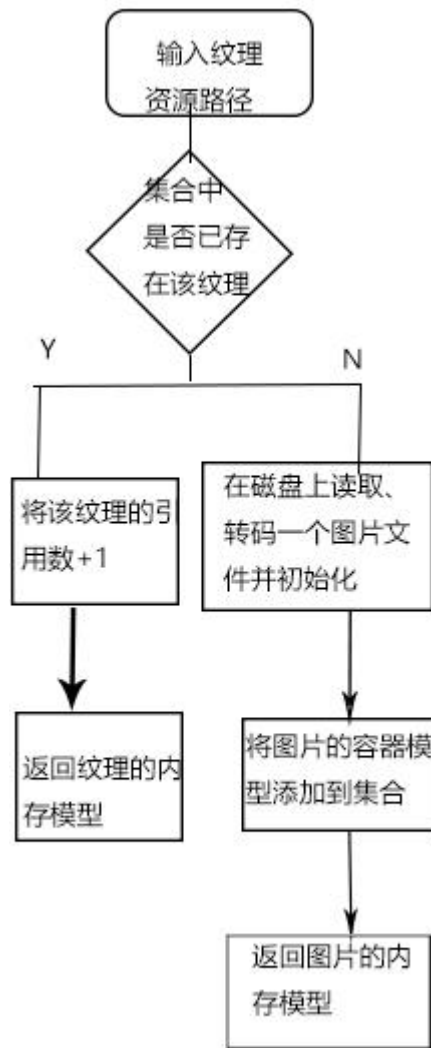 输入纹理
资源路径
集合中
是否已存
在该纹理
Y
N
将该纹理的引
用数+1
在磁盘上读取、
转码一个图片文
件并初始化
返回纹理的内
存模型
将图片的容器模
型添加到集合
返回图片的内
存模型